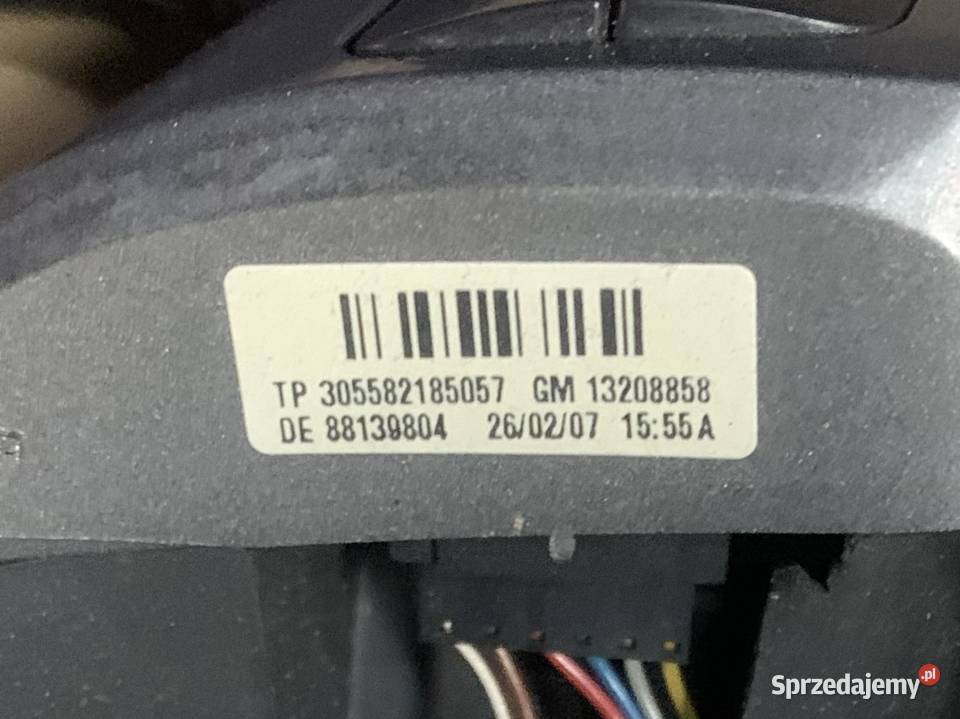 TP 305582185057 GM 13208858
DE 88139804 26/02/07 15:55 A
Sprzedajemy.pl